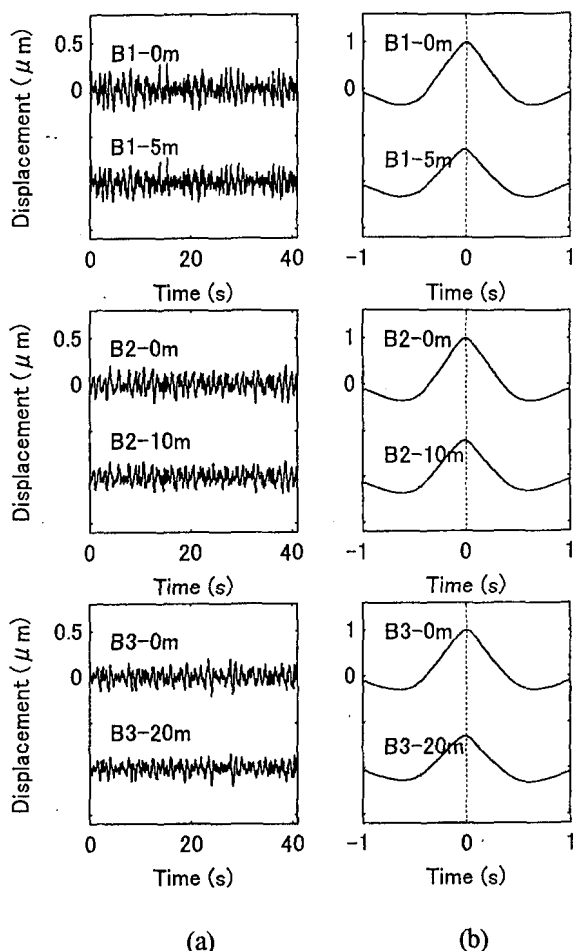 Displacement (μm)
0.5
0
B1-0m
B1-5m
0 20 40
Time (s)
1
0
B1-0m
B1-5m
-1 0 1
Time (s)
Displacement (μm)
0.5
0
B2-0m
B2-10m
0 20 40
Time (s)
1
0
B2-0m
B2-10m
-1 0 1
Time (s)
Displacement (μm)
0.5
0
B3-0m
B3-20m
0 20 40
Time (s)
1
0
B3-0m
B3-20m
-1 0 1
Time (s)
(a) (b)